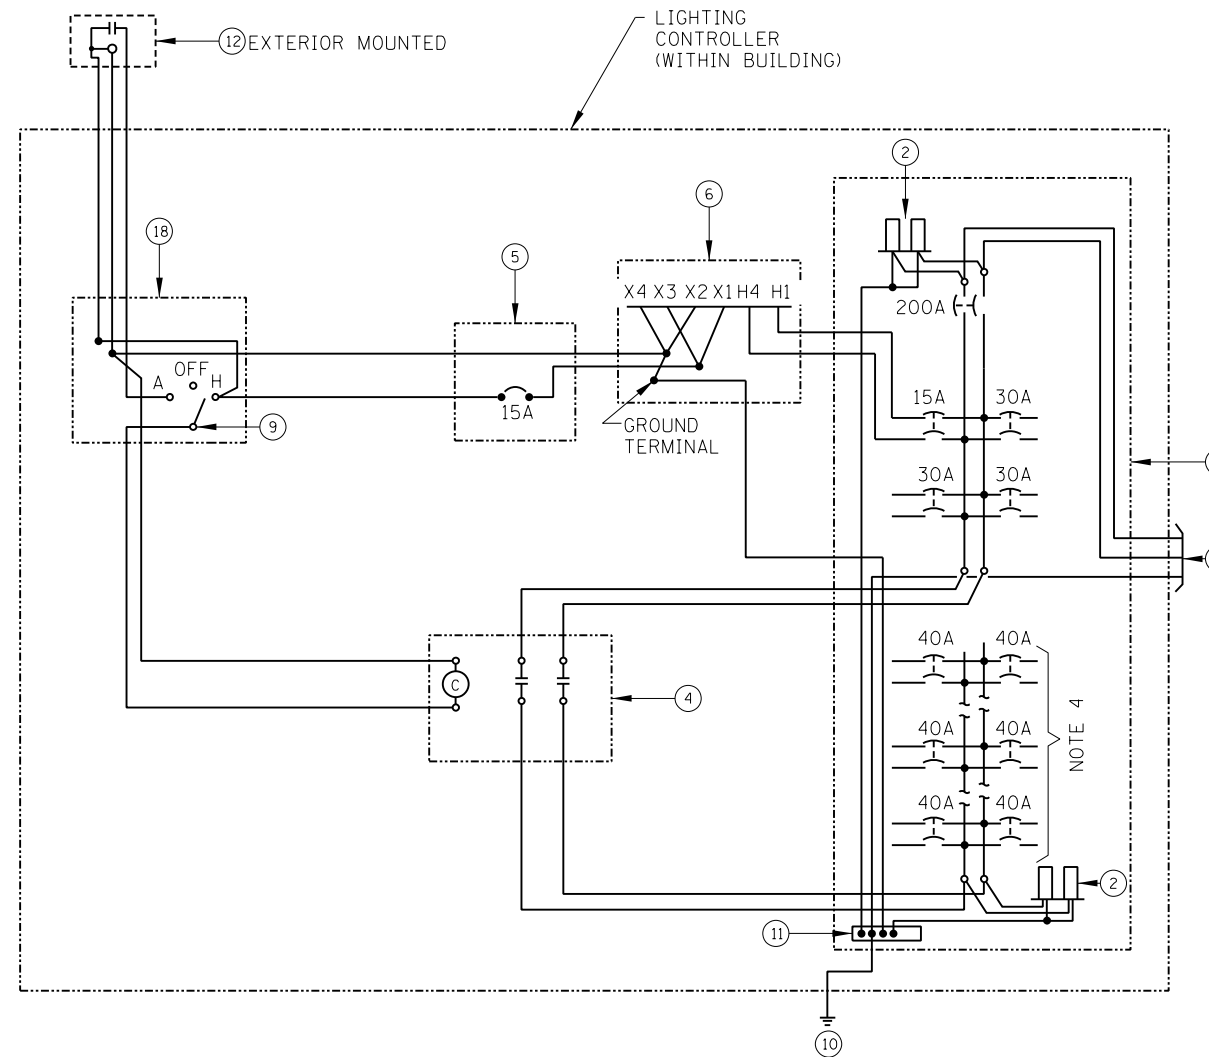 LIGHTING
CONTROLLER
(WITHIN BUILDING)
12 EXTERIOR MOUNTED
2
6
18
5
X4 X3 X2 X1 H4 H1
200A
OFF
A
H
15A
15A 30A
9
GROUND
TERMINAL
30A 30A
40A 40A
C
4
NOTE 4
40A 40A
40A 40A
2
11
10